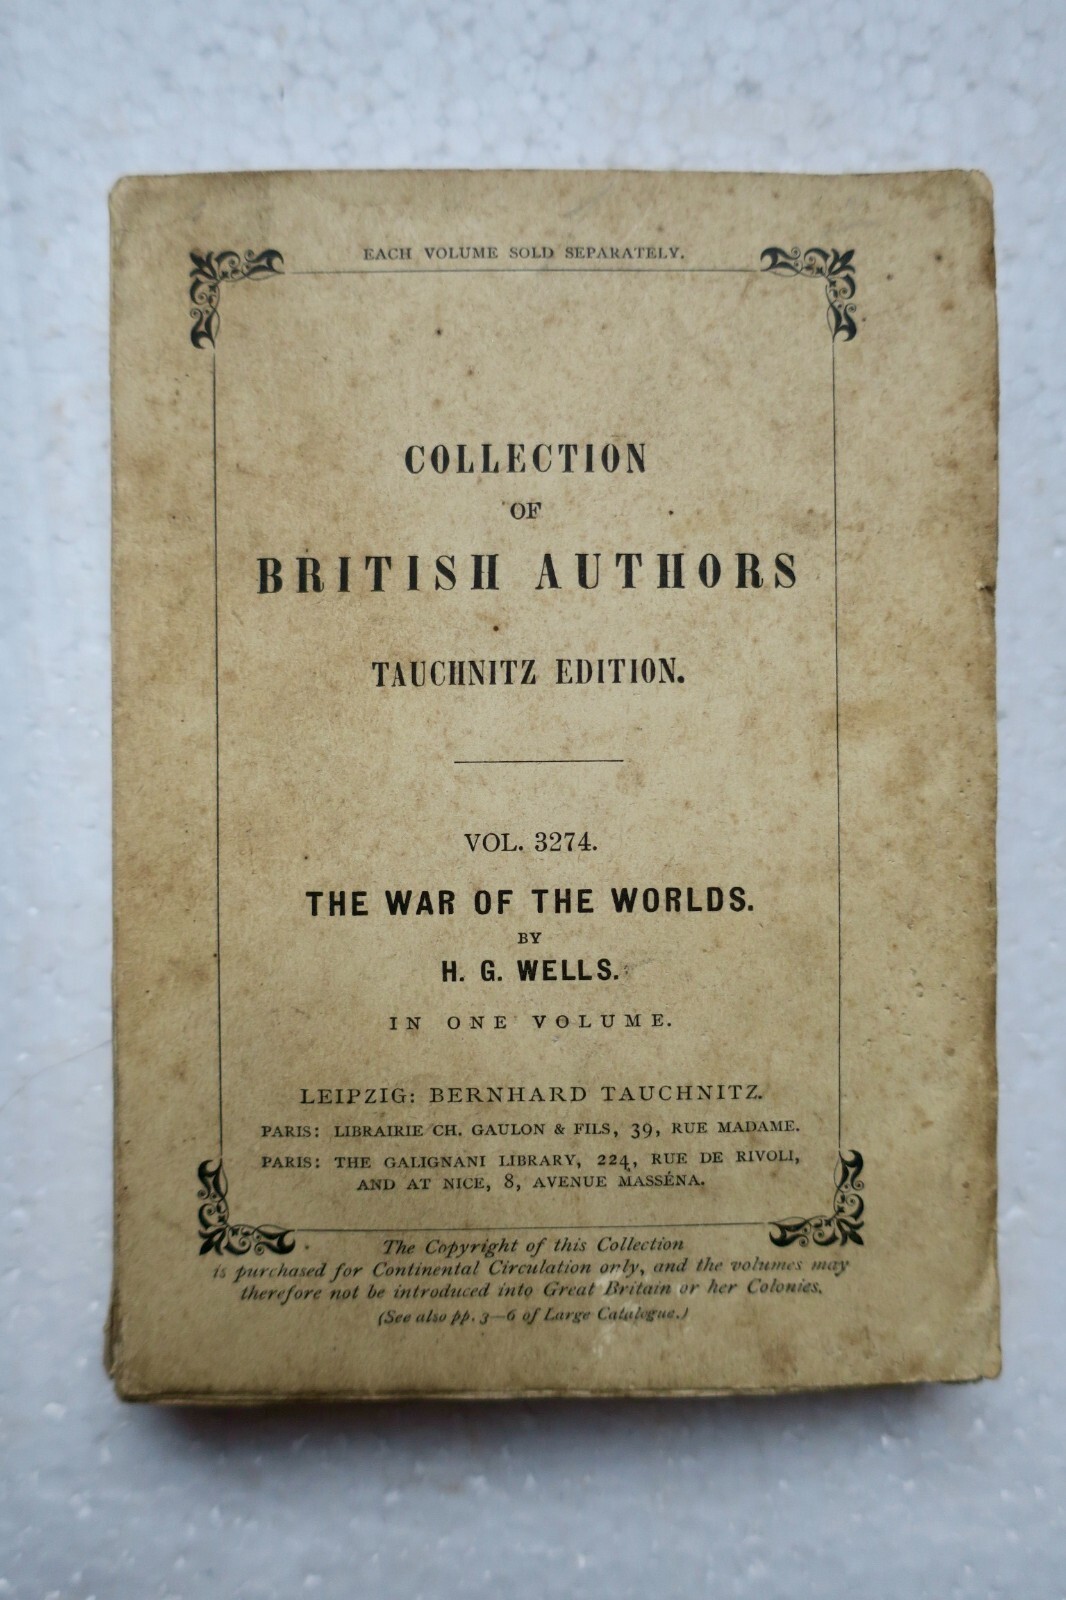 EACH VOLUME SOLD SEPARATELY.
COLLECTION
OF
BRITISH AUTHORS
TAUCHNITZ EDITION.
VOL. 3274.
THE WAR OF THE WORLDS.
BY
H. G. WELLS.
IN ONE VOLUME.
LEIPZIG: BERNHARD TAUCHNITZ.
PARIS: LIBRAIRIE CH. GAULON & FILS, 39, RUE MADAME.
PARIS: THE GALIGNANI LIBRARY, 224, RUE DE RIVOLI,
AND AT NICE, 8, AVENUE MASSÉNA.
The Copyright of this Collection
is purchased for Continental Circulation only, and the volumes may
therefore not be introduced into Great Britain or her Colonies.
(See also pp. 3—6 of Large Catalogue.)